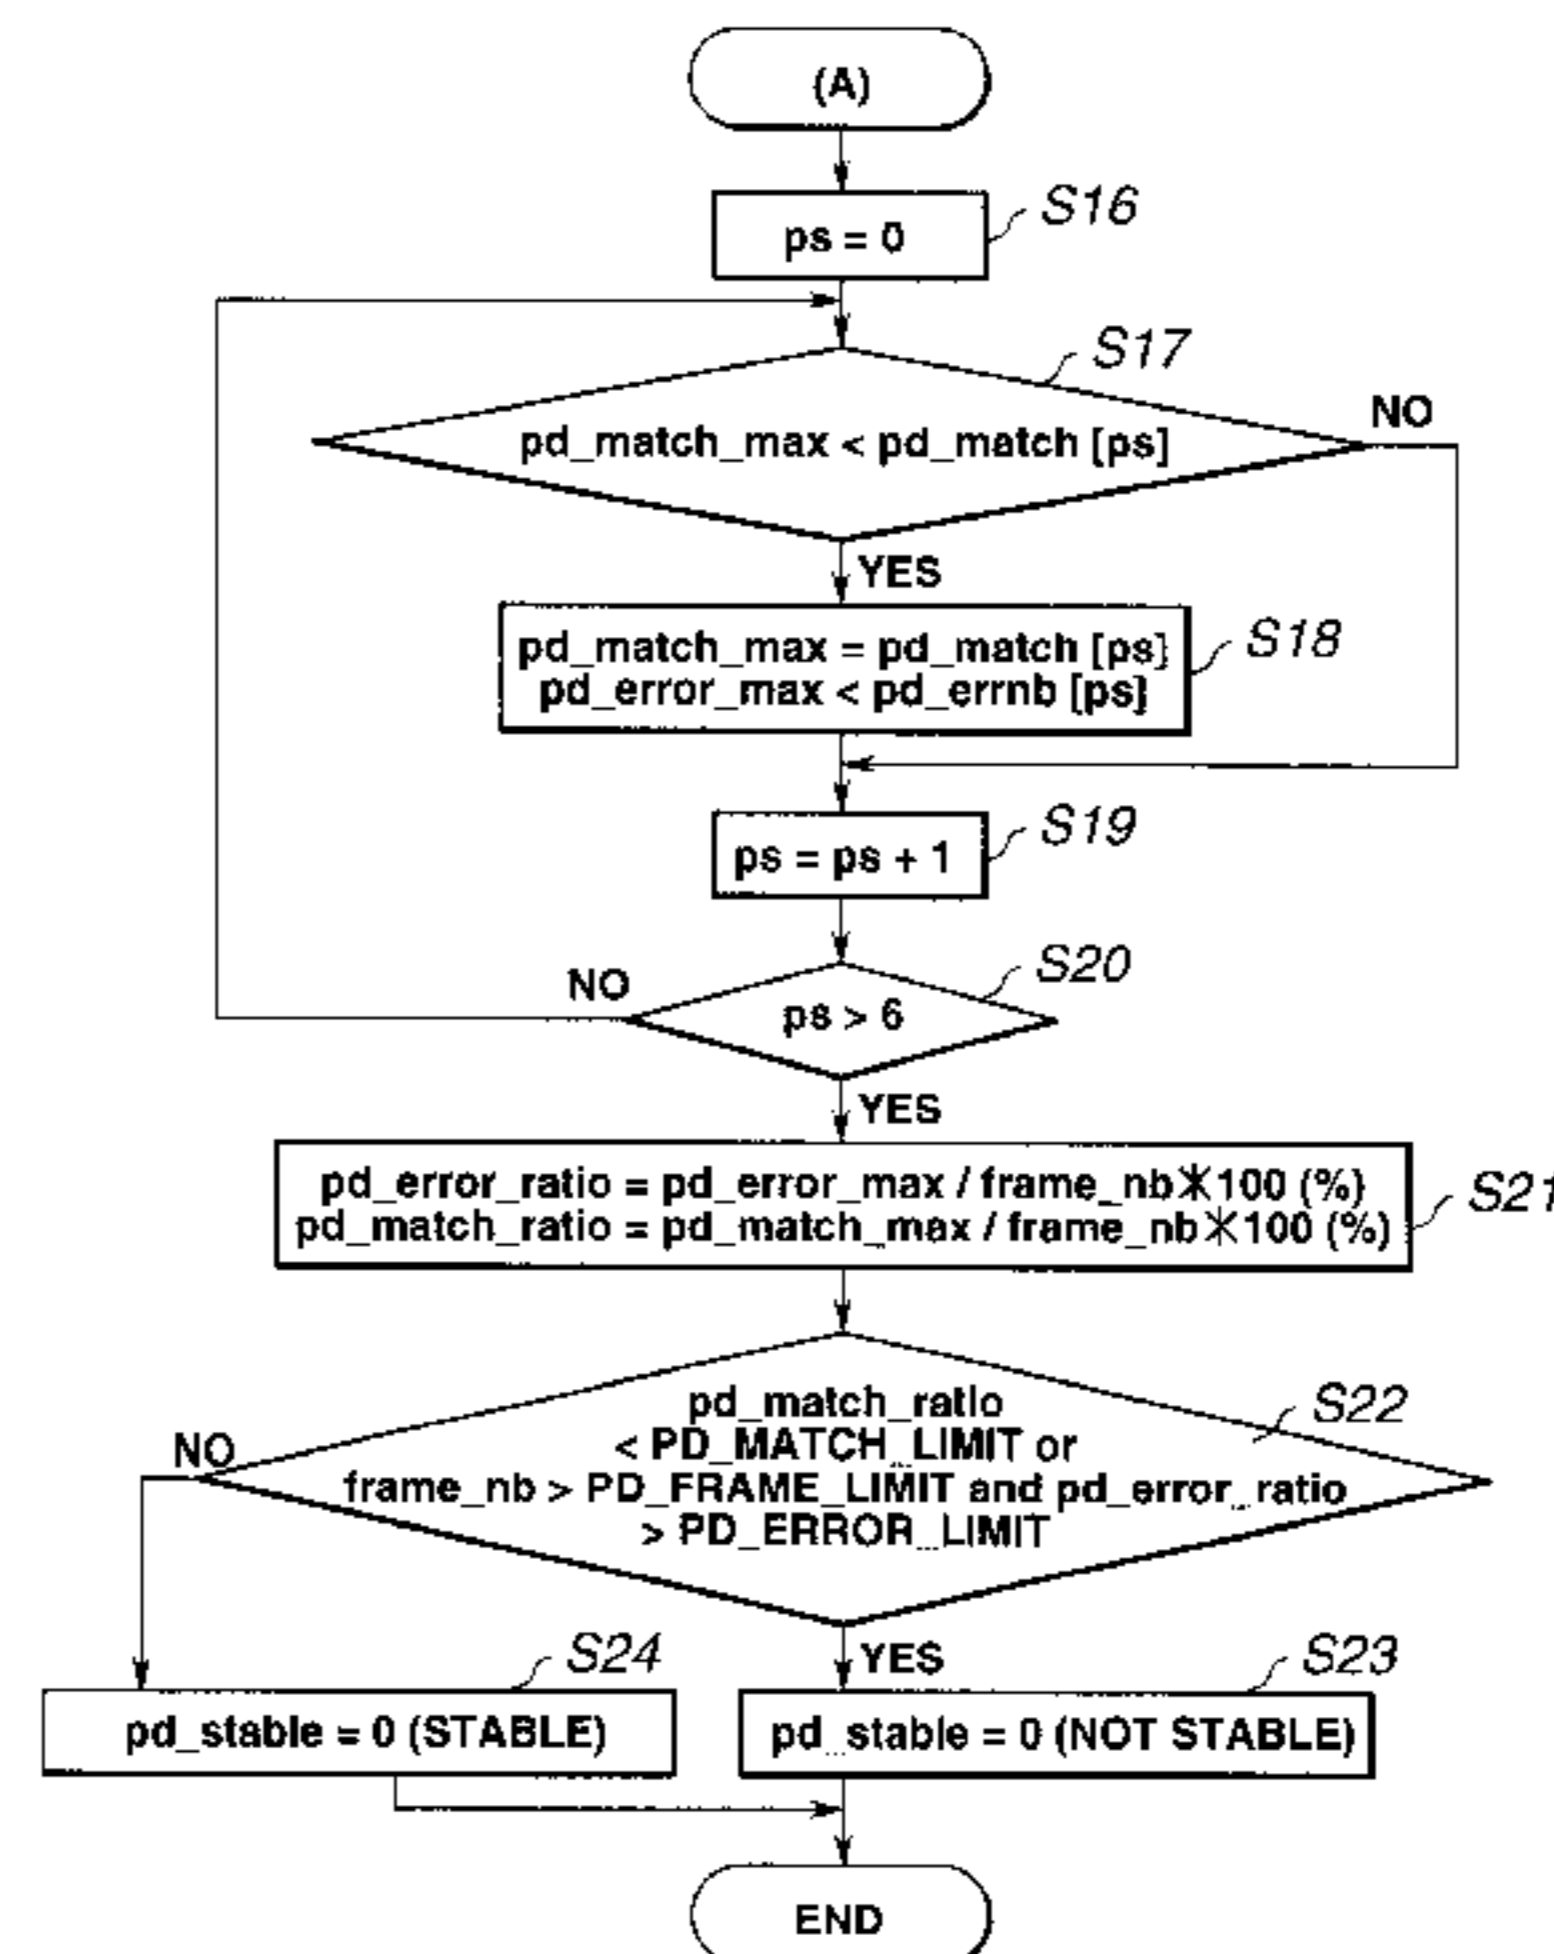 (A)
ps = 0
S16
S17
NO
pd_match_max < pd_match [ps]
YES
pd_match_max = pd_match [ps]
pd_error_max < pd_errnb [ps]
S18
ps = ps + 1
S19
S20
NO
ps > 6
YES
pd_error_ratio = pd_error_max / frame_nb*100 (%)
pd_match_ratio = pd_match_max / frame_nb*100 (%)
S21
pd_match_ratio
< PD_MATCH_LIMIT or
frame_nb > PD_FRAME_LIMIT and pd_error_ratio
> PD_ERROR_LIMIT
S22
NO
YES
S24
pd_stable = 0 (STABLE)
S23
pd_stable = 0 (NOT STABLE)
END